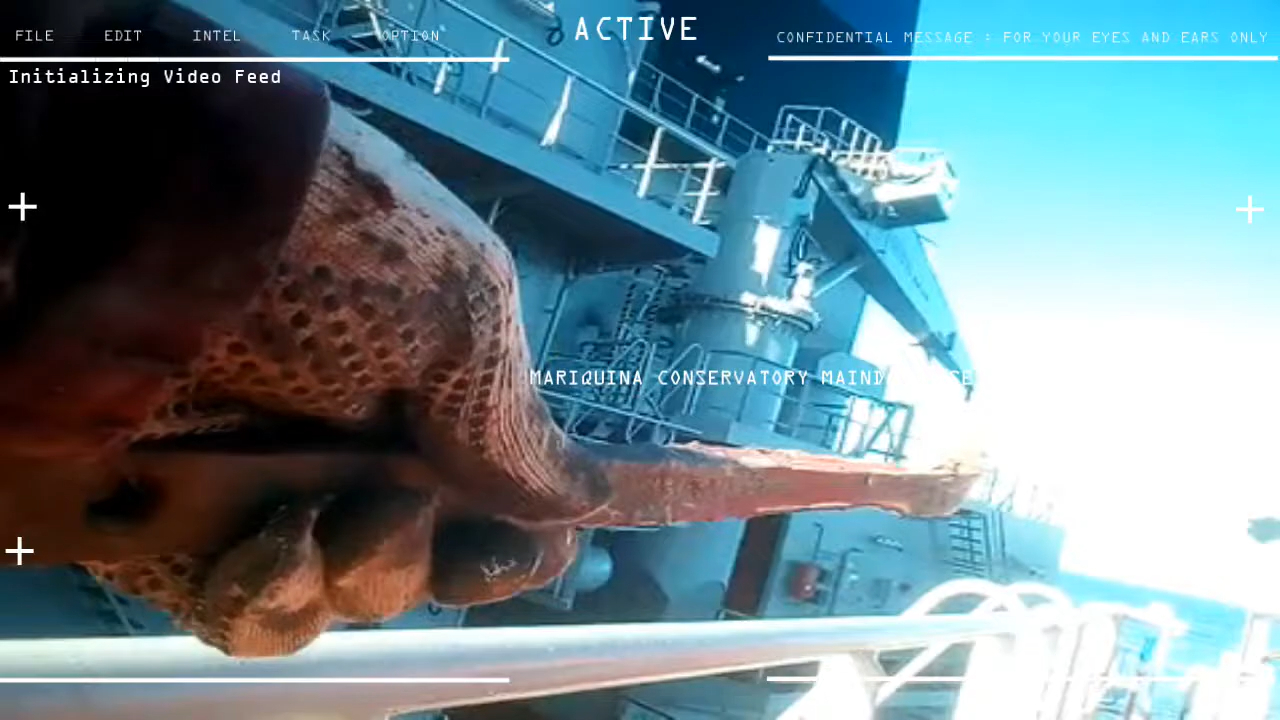 FILE EDIT INTEL TASK OPTION
ACTIVE
CONFIDENTIAL MESSAGE : FOR YOUR EYES AND EARS ONLY
Initializing Video Feed
MARIQUINA CONSERVATORY